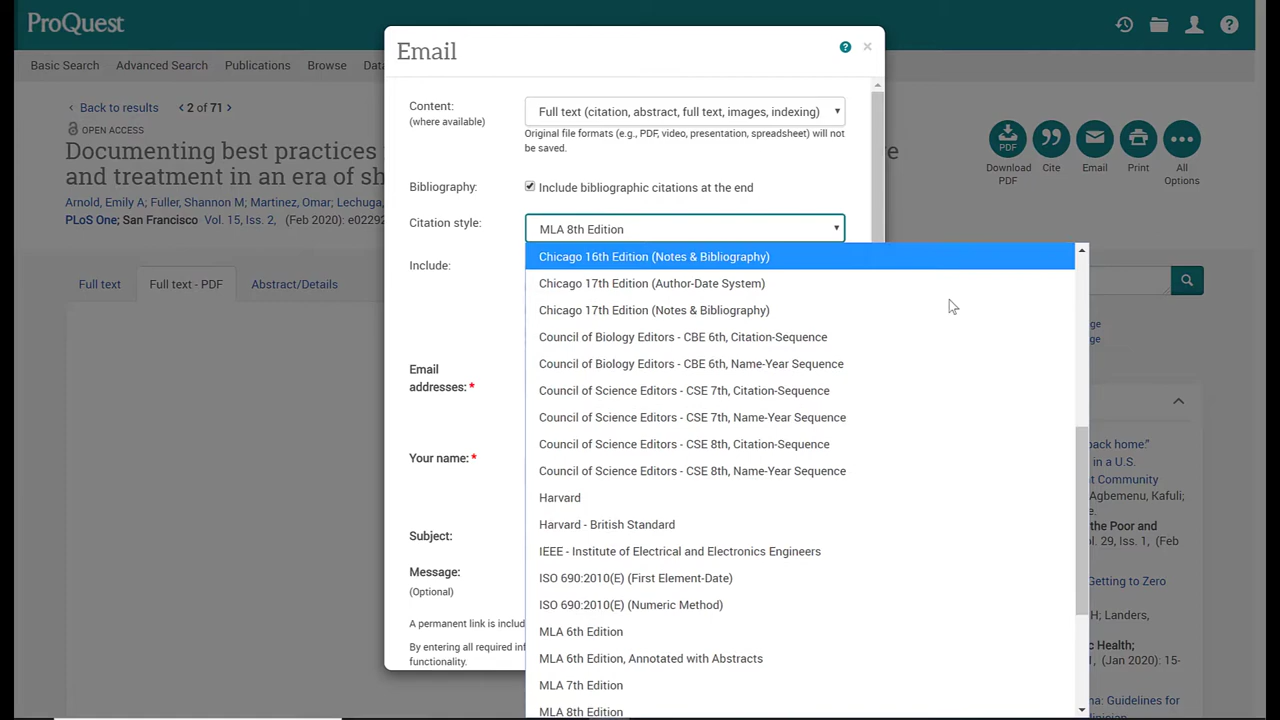 ProQuest
Basic Search Advanced Search Publications Browse
Email
Back to results 2 of 71
OPEN ACCESS
Documenting best practices
and treatment in an era of
Arnold, Emily A; Fuller, Shannon M; Martinez, Omar; Lechuga,
PLoS One; San Francisco Vol. 15, Iss. 2, (Feb 2020): e02292
PDF
Download PDF
Cite
Email
Print
All Options
Full text Full text - PDF Abstract/Details
Content:
(where available)
Full text (citation, abstract, full text, images, indexing)
Original file formats (e.g., PDF, video, presentation, spreadsheet) will not
be saved.
Bibliography:
Include bibliographic citations at the end
Citation style:
MLA 8th Edition
Include:
Chicago 16th Edition (Notes & Bibliography)
Chicago 17th Edition (Author-Date System)
Chicago 17th Edition (Notes & Bibliography)
Council of Biology Editors - CBE 6th, Citation-Sequence
Council of Biology Editors - CBE 6th, Name-Year Sequence
Council of Science Editors - CSE 7th, Citation-Sequence
Council of Science Editors - CSE 7th, Name-Year Sequence
Council of Science Editors - CSE 8th, Citation-Sequence
Council of Science Editors - CSE 8th, Name-Year Sequence
Harvard
Harvard - British Standard
IEEE - Institute of Electrical and Electronics Engineers
ISO 690:2010(E) (First Element-Date)
ISO 690:2010(E) (Numeric Method)
MLA 6th Edition
MLA 6th Edition, Annotated with Abstracts
MLA 7th Edition
MLA 8th Edition
Email
addresses: *
Your name: *
Subject:
Message:
(Optional)
A permanent link is includ
By entering all required inf
functionality.
back home."
in a U.S.
t Community
Agbemenu, Kafuli;
the Poor and
ol. 29, Iss. 1, (Feb
Getting to Zero
H; Landers,
ic Health;
, (Jan 2020): 15-
na: Guidelines for